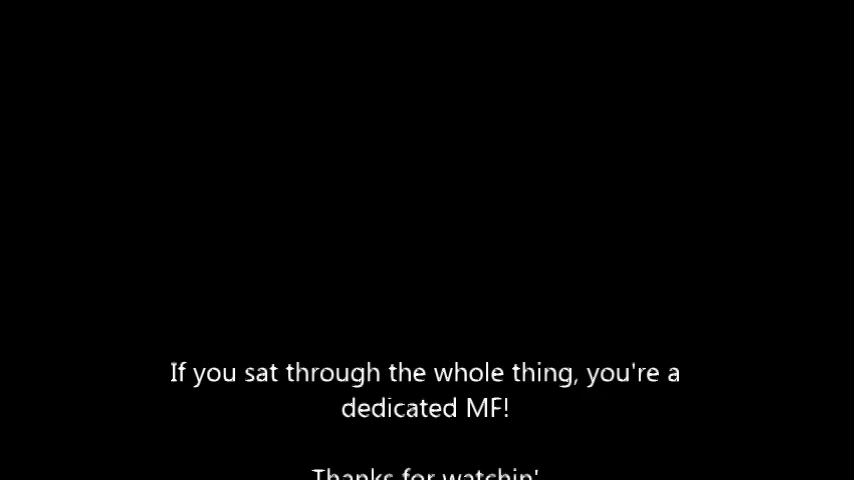 If you sat through the whole thing, you're a
dedicated MF!
Thanks for watchin'